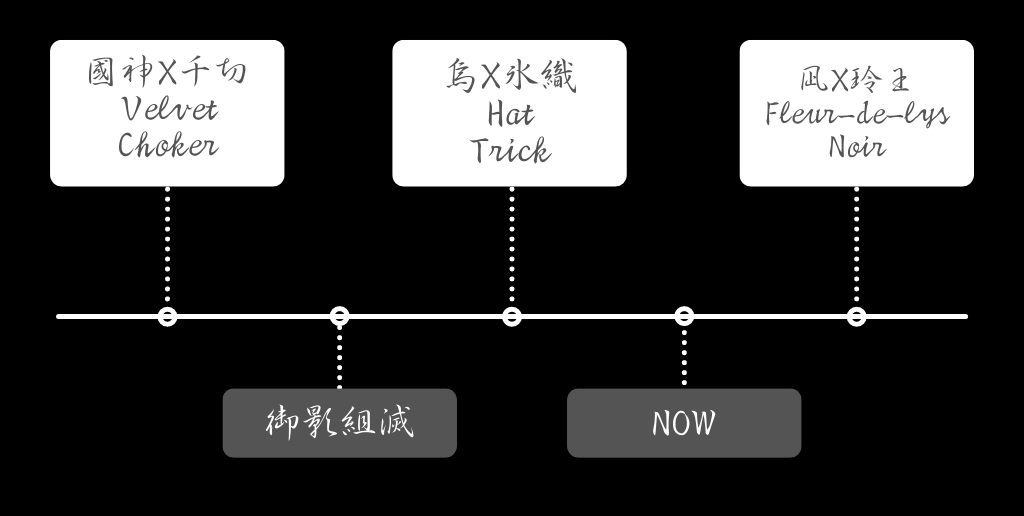 國神X千切
Velvet
Choker
烏X氷織
Hat
Trick
凪X玲王
Fleur-de-lys
Noir
御影組滅
NOW